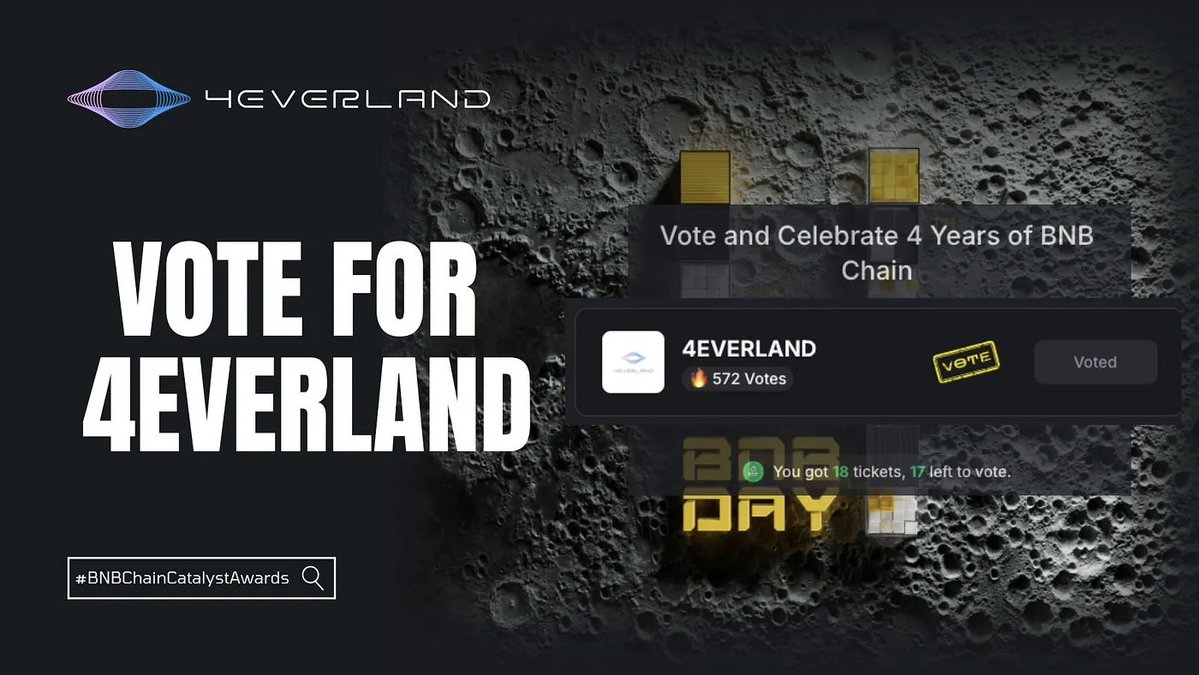 4EVERLAND
VOTE FOR
4EVERLAND
#BNBChainCatalystAwards
Vote and Celebrate 4 Years of BNB
Chain
4EVERLAND
4EVERLAND
572 Votes
VOTE
Voted
BNB
You got 18 tickets, 17 left to vote.
DAY